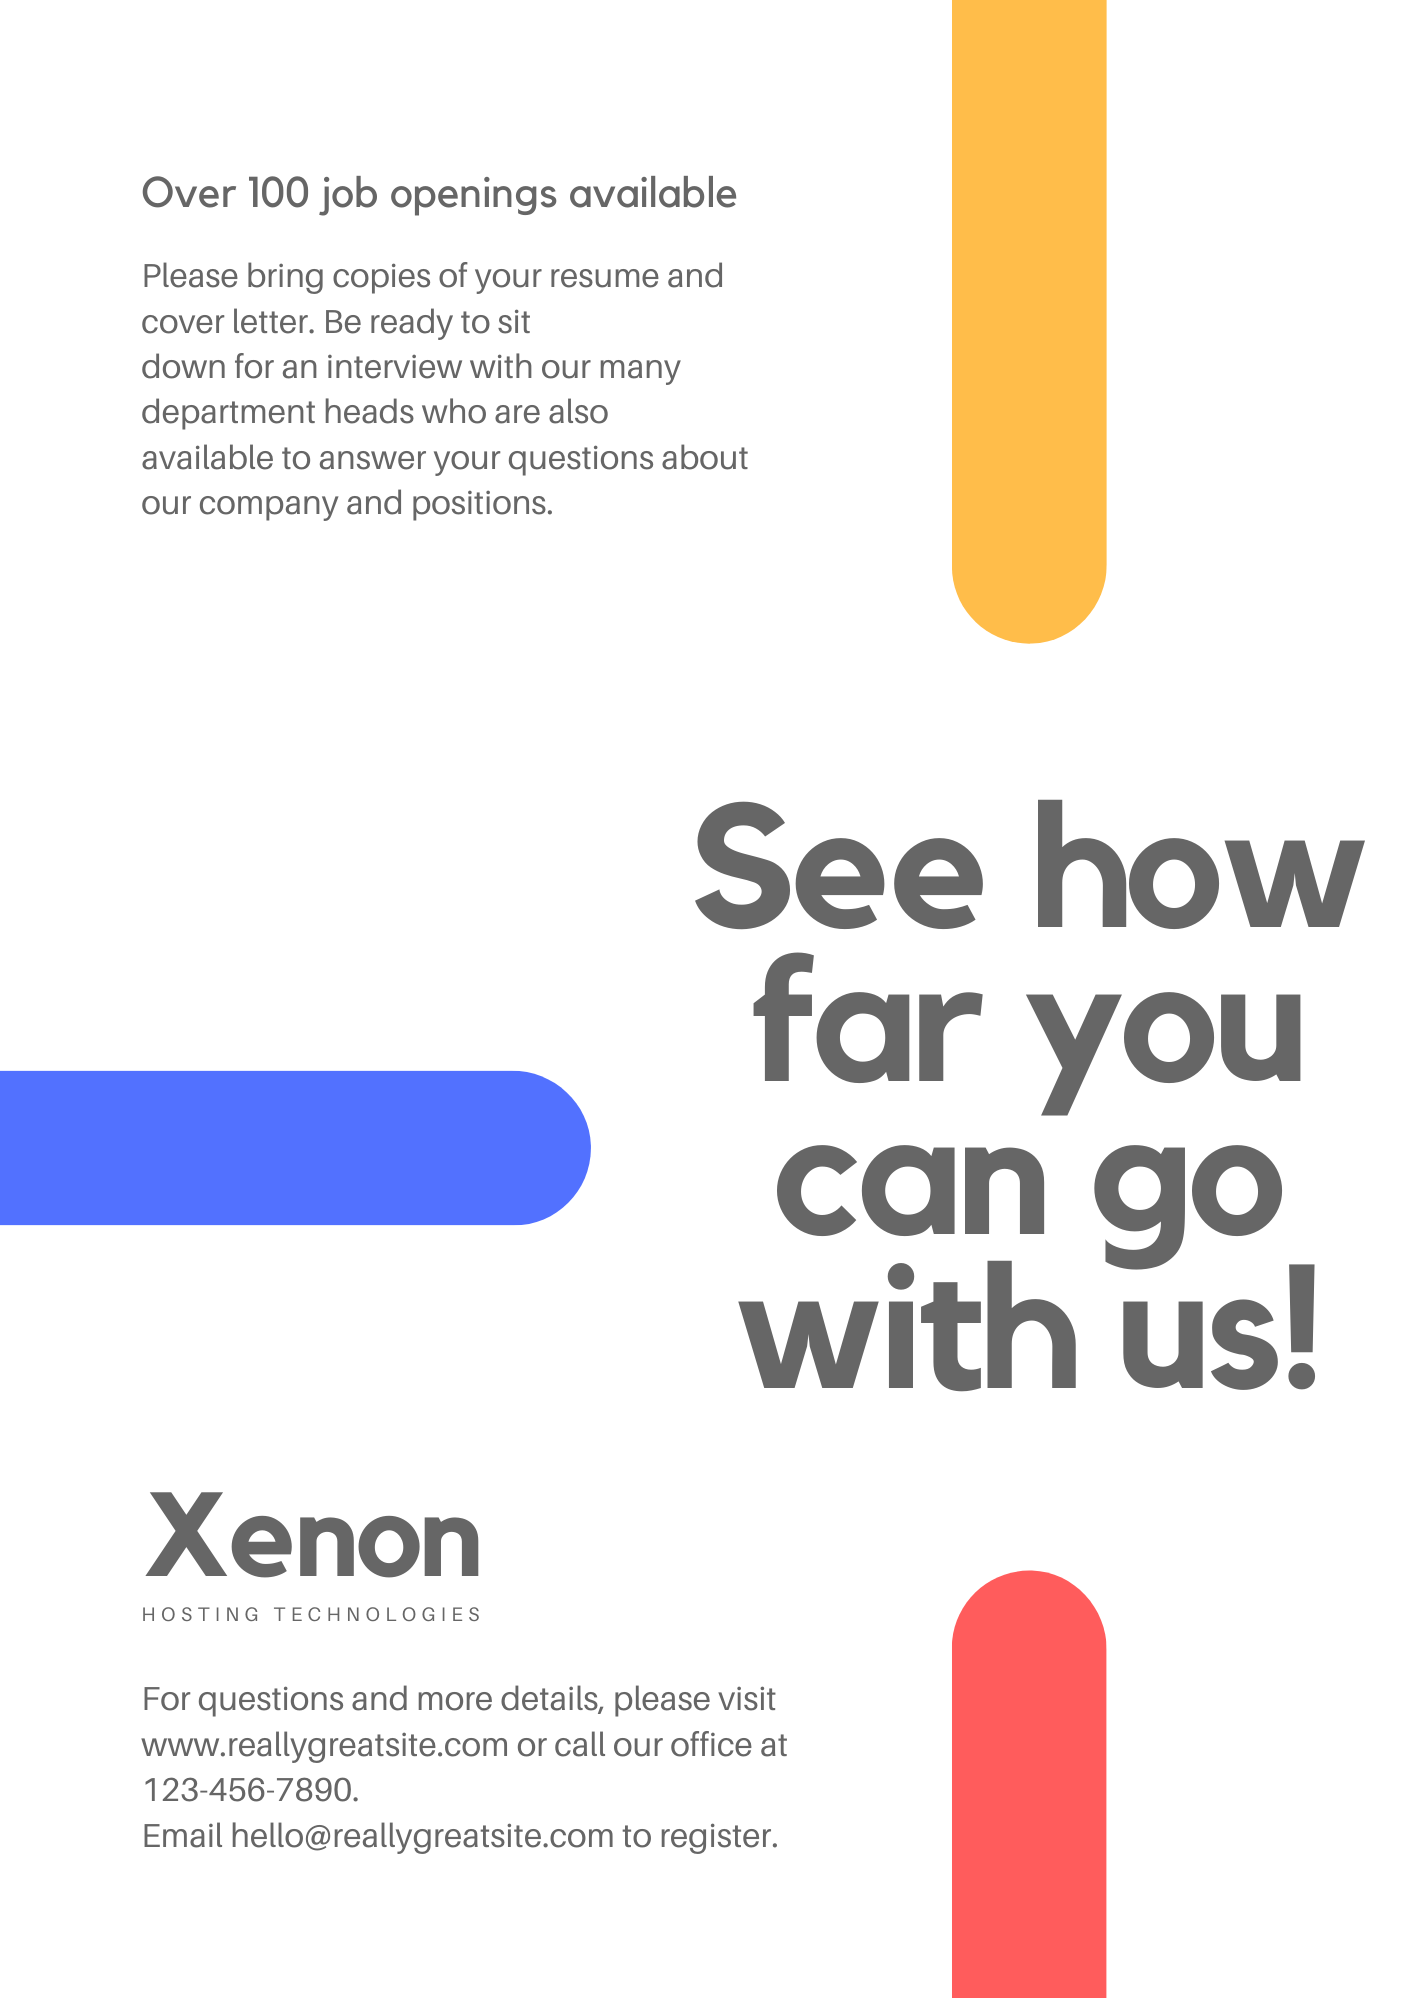 Over 100 job openings available
Please bring copies of your resume and
cover letter. Be ready to sit
down for an interview with our many
department heads who are also
available to answer your questions about
our company and positions.
See how
far you
can go
with us!
Xenon
HOSTING TECHNOLOGIES
For questions and more details, please visit
www.reallygreatsite.com or call our office at
123-456-7890.
Email hello@reallygreatsite.com to register.